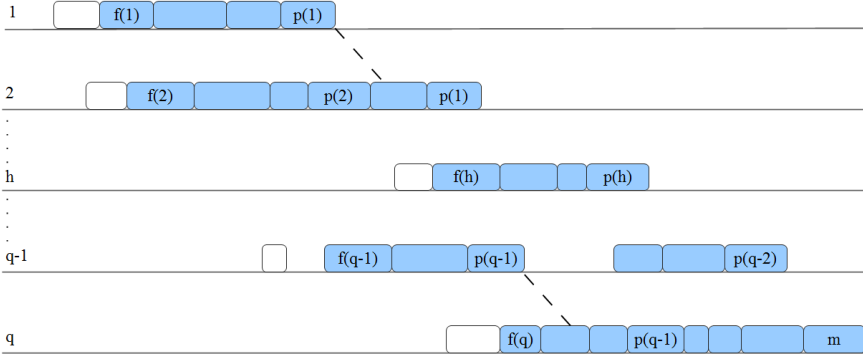 1 f(1) p(1)
2 f(2) p(2) p(1)
.
.
.
.
h f(h) p(h)
.
.
.
.
q-1 f(q-1) p(q-1) p(q-2)
q f(q) p(q-1) m